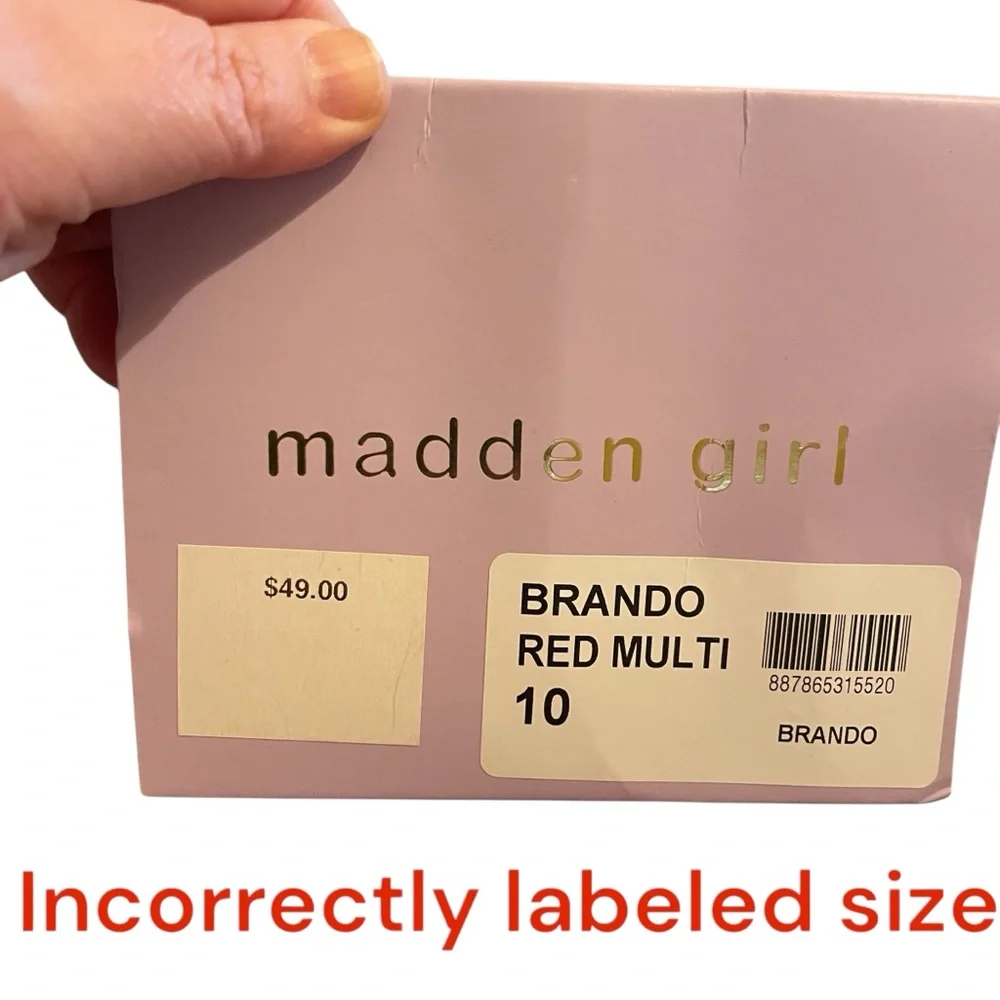 madden girl
$49.00
BRANDO
RED MULTI
10
887865315520
BRANDO
Incorrectly labeled size